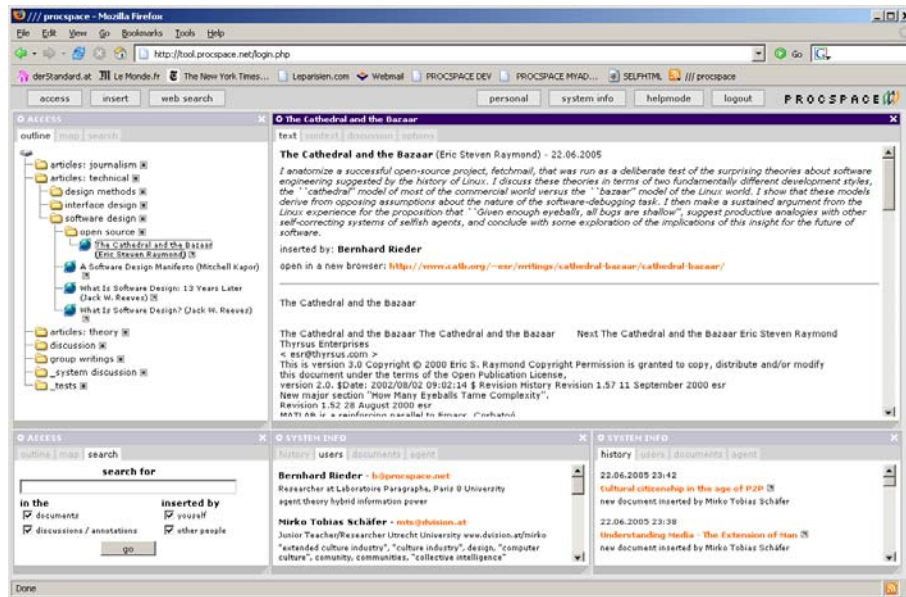 /// procspace - Mozilla Firefox
File Edit View Go Bookmarks Tools Help
http://tool.procspace.net/login.php
Go
derStandard.at Le Monde.fr The New York Times... Leparisien.com Webmail PROCSPACE DEV PROCSPACE MYAD... SELFHTML /// procspace
access insert web search personal system info helpmode logout PROCSPACE
ACCESS
outline map search
articles: journalism
articles: technical
design methods
interface design
software design
open source
The Cathedral and the Bazaar
(Eric Steven Raymond)
A Software Design Manifesto (Mitchell Kapor)
What Is Software Design: 13 Years Later
(Jack W. Reeves)
What Is Software Design? (Jack W. Reeves)
articles: theory
discussion
group writings
_system discussion
_tests
The Cathedral and the Bazaar
text context discussion options
The Cathedral and the Bazaar (Eric Steven Raymond) - 22.06.2005
I anatomize a successful open-source project, fetchmail, that was run as a deliberate test of the surprising theories about software
engineering suggested by the history of Linux. I discuss these theories in terms of two fundamentally different development styles,
the ``cathedral'' model of most of the commercial world versus the ``bazaar'' model of the Linux world. I show that these models
derive from opposing assumptions about the nature of the software-debugging task. I then make a sustained argument from the
Linux experience for the proposition that ``Given enough eyeballs, all bugs are shallow'', suggest productive analogies with other
self-correcting systems of selfish agents, and conclude with some exploration of the implications of this insight for the future of
software.
inserted by: Bernhard Rieder
open in a new browser: http://www.catb.org/~esr/writings/cathedral-bazaar/cathedral-bazaar/
The Cathedral and the Bazaar
The Cathedral and the Bazaar The Cathedral and the Bazaar Next The Cathedral and the Bazaar Eric Steven Raymond
Thyrsus Enterprises
< esr@thyrsus.com >
This is version 3.0 Copyright © 2000 Eric S. Raymond Copyright Permission is granted to copy, distribute and/or modify
this document under the terms of the Open Publication License,
version 2.0. $Date: 2002/08/02 09:02:14 $ Revision History Revision 1.57 11 September 2000 esr
New major section "How Many Eyeballs Tame Complexity".
Revision 1.52 28 August 2000 esr
MATLAB is a reinforcing parallel to Emacs. Corbató
ACCESS
outline map search
search for
in the inserted by
documents youself
discussions / annotations other people
go
SYSTEM INFO
history users documents agent
Bernhard Rieder - b@procspace.net
Researcher at Laboratoire Paragraphe, Paris 8 University
agent theory hybrid information power
Mirko Tobias Schäfer - mts@dvision.at
Junior Teacher/Researcher Utrecht University www.dvision.at/mirko
"extended culture industry", "culture industry", design, "computer
culture", comunity, communities, "collective intelligence"
SYSTEM INFO
history users documents agent
22.06.2005 23:42
Cultural citizenship in the age of P2P
new document inserted by Mirko Tobias Schäfer
22.06.2005 23:38
Understanding Media - The Extension of Man
new document inserted by Mirko Tobias Schäfer
Done